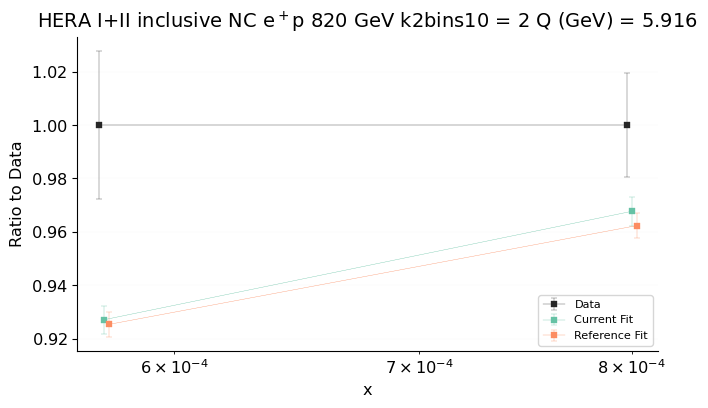 HERA I+II inclusive NC e⁺p 820 GeV k2bins10 = 2 Q (GeV) = 5.916
Ratio to Data
1.02
1.00
0.98
0.96
0.94
0.92
Data
Current Fit
Reference Fit
6 × 10⁻⁴
7 × 10⁻⁴
8 × 10⁻⁴
x